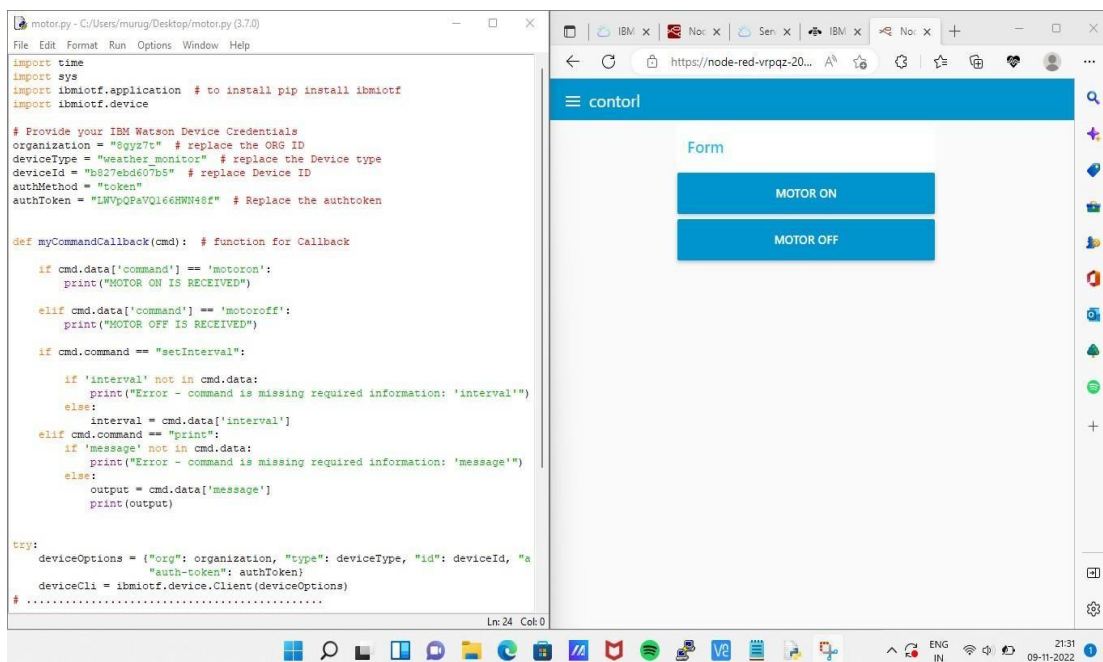 motor.py - C:/Users/murug/Desktop/motor.py (3.7.0)
File Edit Format Run Options Window Help
import time
import sys
import ibmiotf.application  # to install pip install ibmiotf
import ibmiotf.device

# Provide your IBM Watson Device Credentials
organization = "8gyz7t"  # replace the ORG ID
deviceType = "weather_monitor"  # replace the Device type
deviceId = "b827ebd607b5"  # replace Device ID
authMethod = "token"
authToken = "LWVpQPaVQ166HWN48f"  # Replace the authtoken

def myCommandCallback(cmd):  # function for Callback

    if cmd.data['command'] == 'motoron':
        print("MOTOR ON IS RECEIVED")

    elif cmd.data['command'] == 'motoroff':
        print("MOTOR OFF IS RECEIVED")

    if cmd.command == "setInterval":

        if 'interval' not in cmd.data:
            print("Error - command is missing required information: 'interval'")
        else:
            interval = cmd.data['interval']
    elif cmd.command == "print":
        if 'message' not in cmd.data:
            print("Error - command is missing required information: 'message'")
        else:
            output = cmd.data['message']
            print(output)

try:
    deviceOptions = {"org": organization, "type": deviceType, "id": deviceId, "a
                     "auth-token": authToken}
    deviceCli = ibmiotf.device.Client(deviceOptions)
# ..............................................
Ln: 24 Col: 0
IBM Noc Sen IBM Noc
https://node-red-vrpqz-20...
contorl
Form
MOTOR ON
MOTOR OFF
ENG
IN
21:31
09-11-2022
1